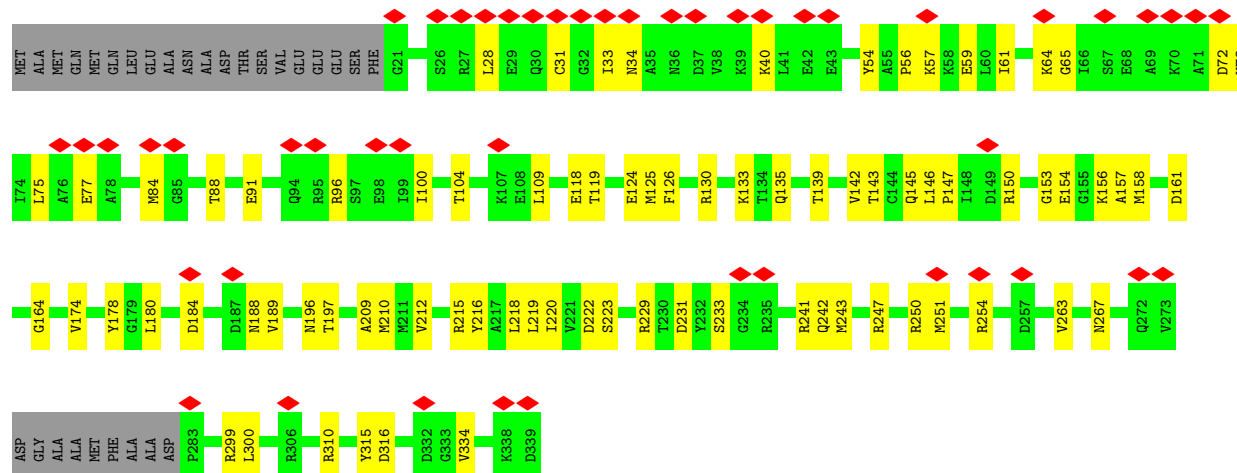 MET ALA MET GLN MET GLN LEU GLU ALA ASN ALA ASP THR SER VAL GLU GLU GLU SER PHE G21 S26 R27 L28 E29 Q30 C31 G32 I33 N34 A35 N36 D37 V38 K39 K40 L41 E42 E43 Y54 A55 P56 K57 K58 E59 L60 I61 K64 G65 I66 S67 E68 A69 K70 A71 D72
I74 L75 A76 E77 A78 M84 G85 T88 E91 Q94 R95 R96 S97 E98 I99 I100 T104 K107 E108 L109 E118 T119 E124 M125 F126 R130 K133 T134 Q135 T139 V142 T143 C144 Q145 L146 P147 I148 D149 R150 G153 E154 G155 K156 A157 M158 D161
G164 V174 Y178 G179 L180 D184 D187 N188 V189 N196 T197 A209 M210 M211 V212 R215 Y216 A217 L218 L219 I220 V221 D222 S223 R229 T230 D231 Y232 S233 G234 R235 R241 Q242 M243 R247 R250 M251 R254 D257 V263 N267 Q272 V273
ASP GLY ALA ALA MET PHE ALA ALA ASP P283 R299 L300 R306 R310 Y315 D316 D332 G333 V334 K338 D339